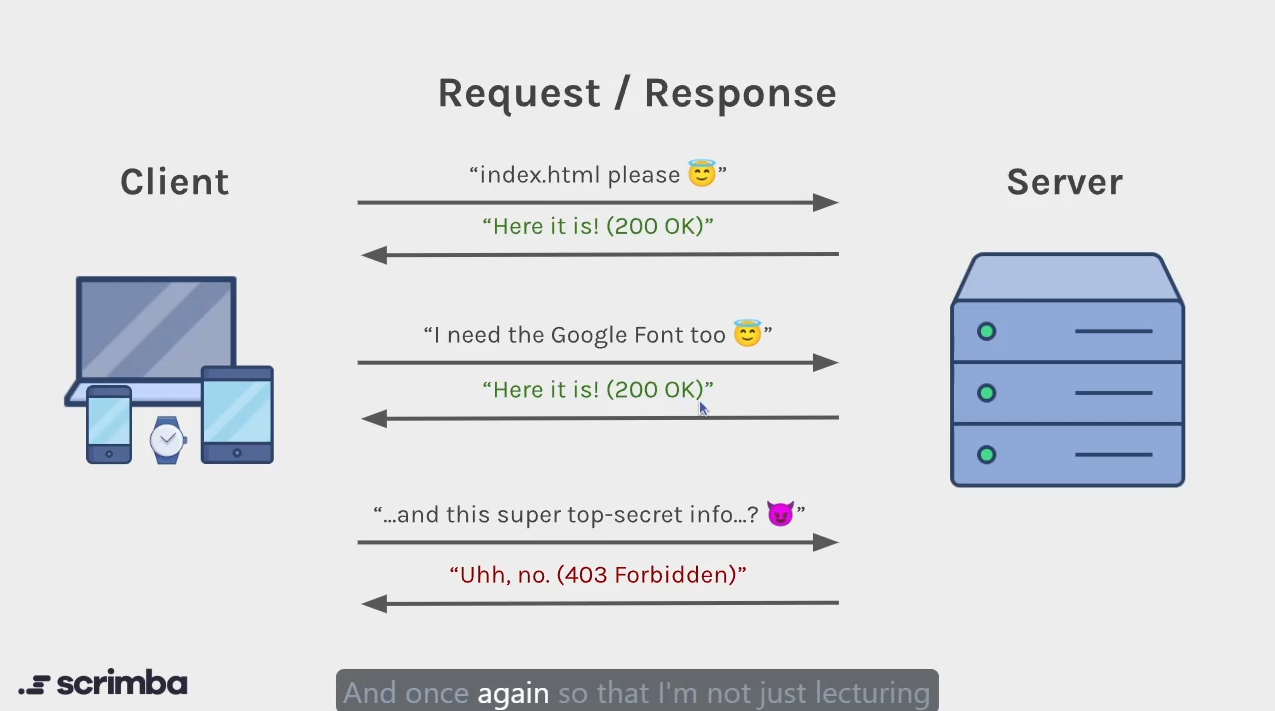 Request / Response
Client
Server
“index.html please 😇”
“Here it is! (200 OK)”
“I need the Google Font too 😇”
“Here it is! (200 OK)”
“...and this super top-secret info...? 😈”
“Uhh, no. (403 Forbidden)”
scrimba
And once again so that I'm not just lecturing